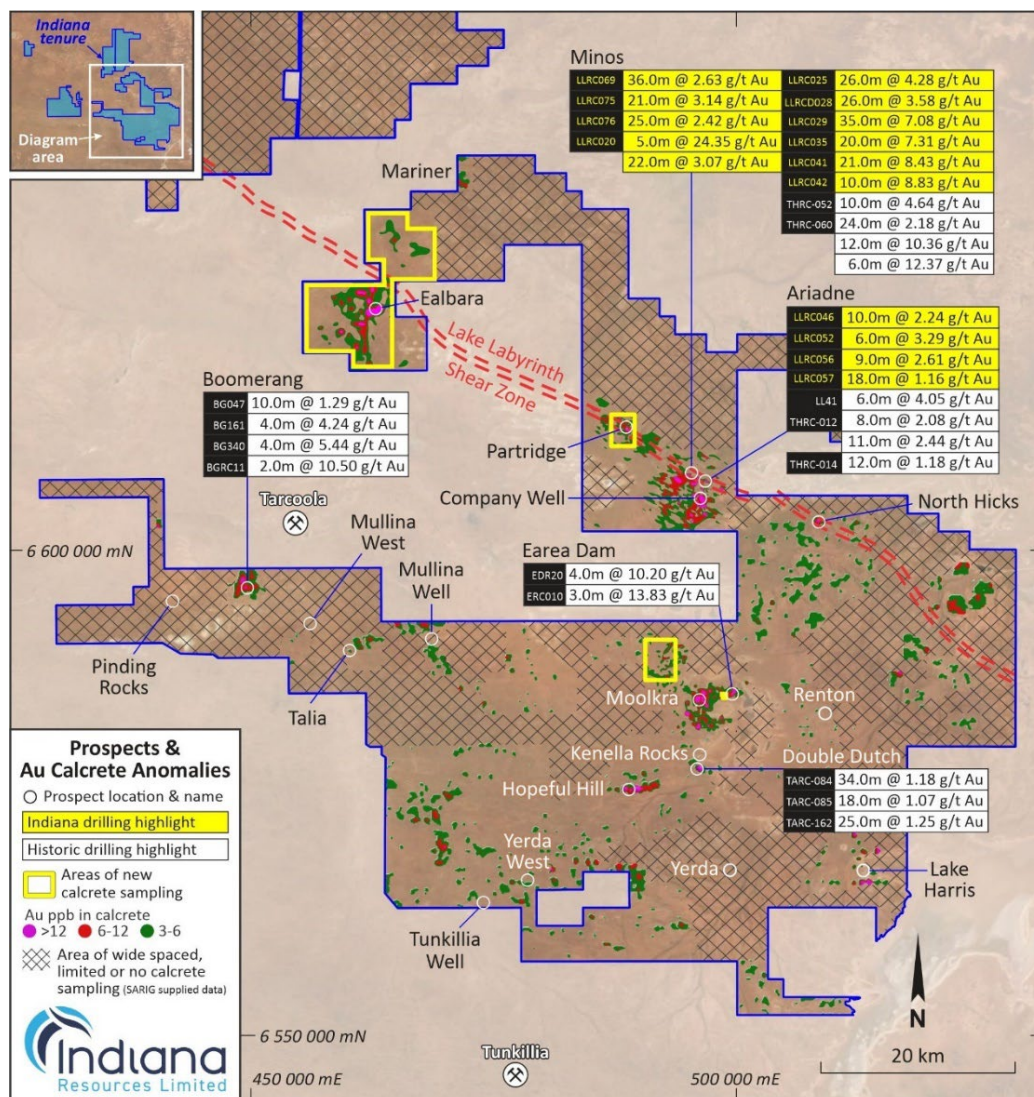 Indiana
tenure
Diagram
area
Minos
LLRC069 36.0m @ 2.63 g/t Au
LLRC075 21.0m @ 3.14 g/t Au
LLRC076 25.0m @ 2.42 g/t Au
LLRC020 5.0m @ 24.35 g/t Au
22.0m @ 3.07 g/t Au
LLRC025 26.0m @ 4.28 g/t Au
LLRCD028 26.0m @ 3.58 g/t Au
LLRC029 35.0m @ 7.08 g/t Au
LLRC035 20.0m @ 7.31 g/t Au
LLRC041 21.0m @ 8.43 g/t Au
LLRC042 10.0m @ 8.83 g/t Au
THRC-052 10.0m @ 4.64 g/t Au
THRC-060 24.0m @ 2.18 g/t Au
12.0m @ 10.36 g/t Au
6.0m @ 12.37 g/t Au
Mariner
Ealbara
Lake Labyrinth
Shear Zone
Ariadne
LLRC046 10.0m @ 2.24 g/t Au
LLRC052 6.0m @ 3.29 g/t Au
LLRC056 9.0m @ 2.61 g/t Au
LLRC057 18.0m @ 1.16 g/t Au
LL41 6.0m @ 4.05 g/t Au
THRC-012 8.0m @ 2.08 g/t Au
11.0m @ 2.44 g/t Au
THRC-014 12.0m @ 1.18 g/t Au
Boomerang
BG047 10.0m @ 1.29 g/t Au
BG161 4.0m @ 4.24 g/t Au
BG340 4.0m @ 5.44 g/t Au
BGRC11 2.0m @ 10.50 g/t Au
Partridge
Company Well
North Hicks
Tarcoola
Mullina
West
Mullina
Well
6 600 000 mN
Earea Dam
EDR20 4.0m @ 10.20 g/t Au
ERC010 3.0m @ 13.83 g/t Au
Pinding
Rocks
Talia
Moolkra
Renton
Kenella Rocks
Double Dutch
TARC-084 34.0m @ 1.18 g/t Au
TARC-085 18.0m @ 1.07 g/t Au
TARC-162 25.0m @ 1.25 g/t Au
Hopeful Hill
Yerda
West
Yerda
Lake
Harris
Tunkillia
Well
Prospects &
Au Calcrete Anomalies
Prospect location & name
Indiana drilling highlight
Historic drilling highlight
Areas of new
calcrete sampling
Au ppb in calcrete
>12 6-12 3-6
Area of wide spaced,
limited or no calcrete
sampling (SARIG supplied data)
Indiana
Resources Limited
6 550 000 mN
Tunkillia
450 000 mE
500 000 mE
N
20 km